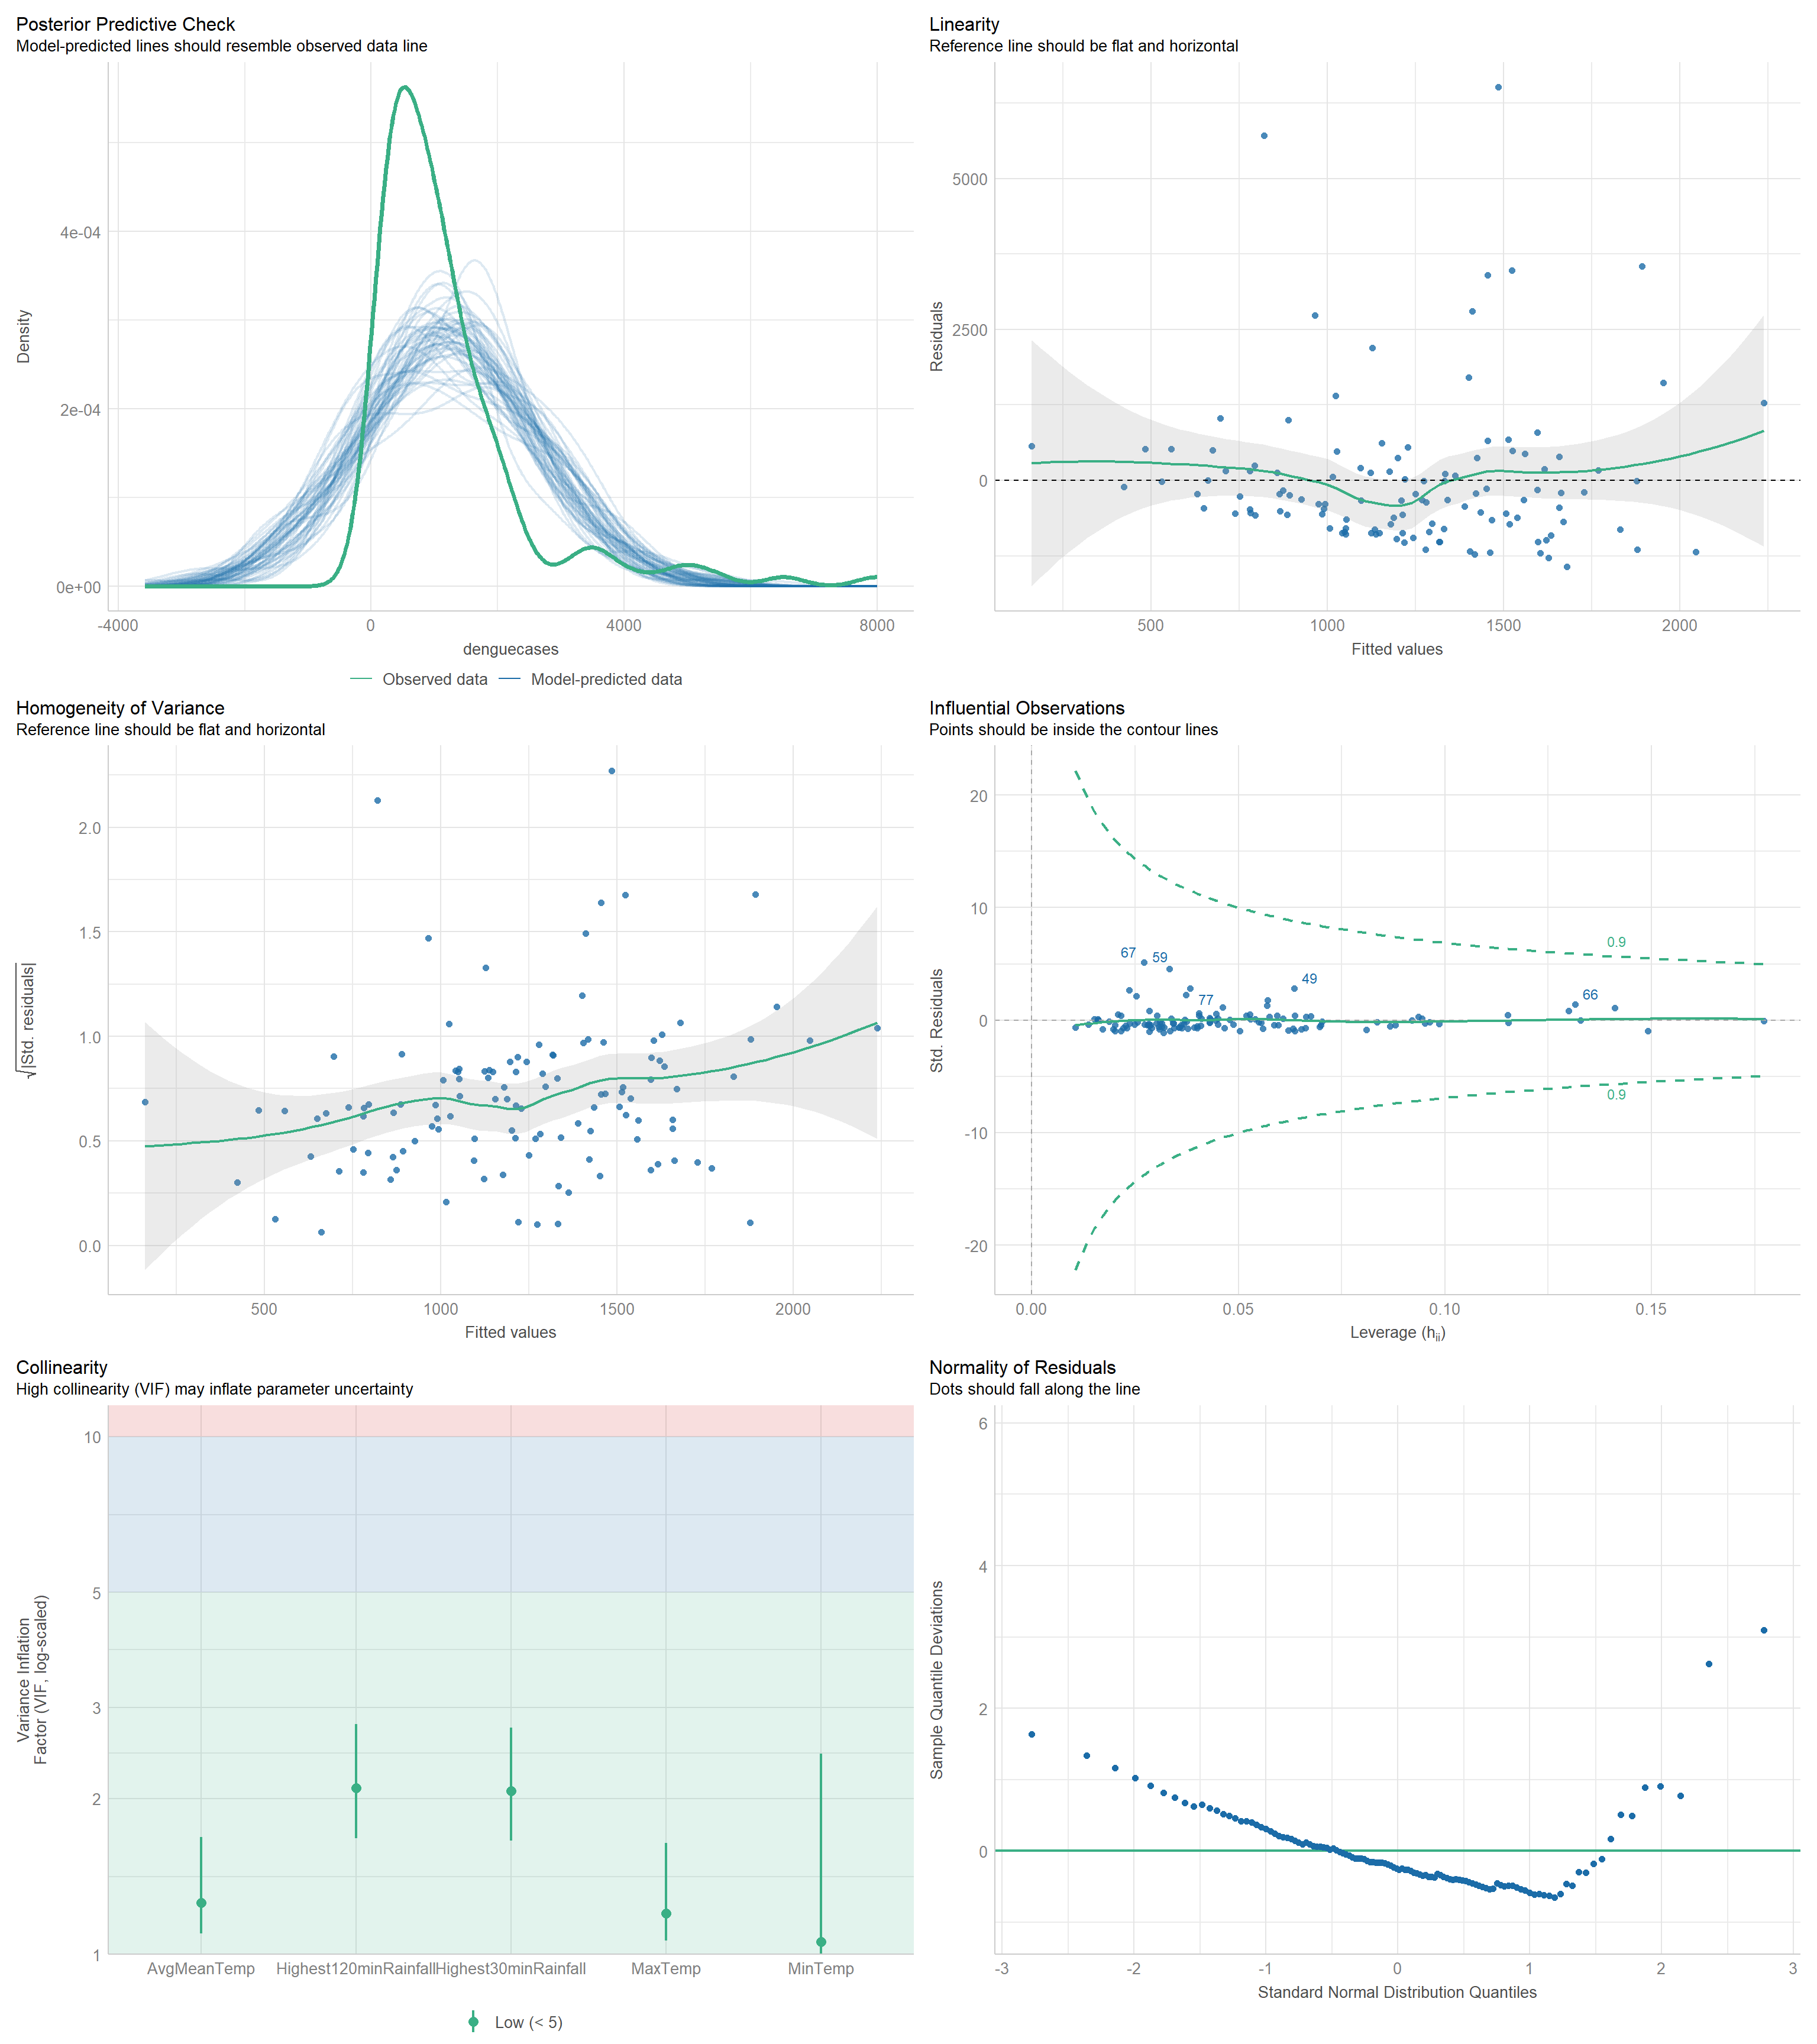 Posterior Predictive Check
Model-predicted lines should resemble observed data line
Density
4e-04
2e-04
0e+00
-4000
0
4000
8000
denguecases
Observed data
Model-predicted data
Linearity
Reference line should be flat and horizontal
Residuals
5000
2500
0
500
1000
1500
2000
Fitted values
Homogeneity of Variance
Reference line should be flat and horizontal
√|Std. residuals|
2.0
1.5
1.0
0.5
0.0
500
1000
1500
2000
Fitted values
Influential Observations
Points should be inside the contour lines
Std. Residuals
20
10
0
-10
-20
67
59
49
77
66
0.9
0.9
0.00
0.05
0.10
0.15
Leverage (hii)
Collinearity
High collinearity (VIF) may inflate parameter uncertainty
Variance Inflation
Factor (VIF, log-scaled)
10
5
3
2
1
AvgMeanTemp
Highest120minRainfall
Highest30minRainfall
MaxTemp
MinTemp
Low (< 5)
Normality of Residuals
Dots should fall along the line
Sample Quantile Deviations
6
4
2
0
-3
-2
-1
0
1
2
3
Standard Normal Distribution Quantiles